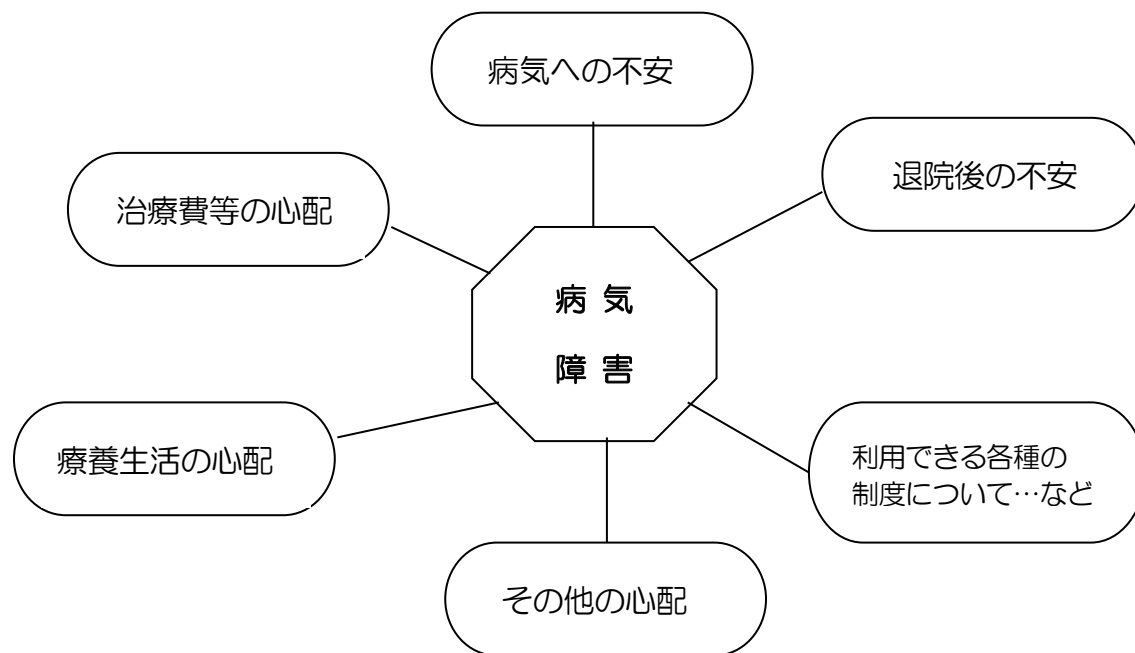 病気への不安
退院後の不安
治療費等の心配
病 気
障 害
療養生活の心配
利用できる各種の
制度について…など
その他の心配